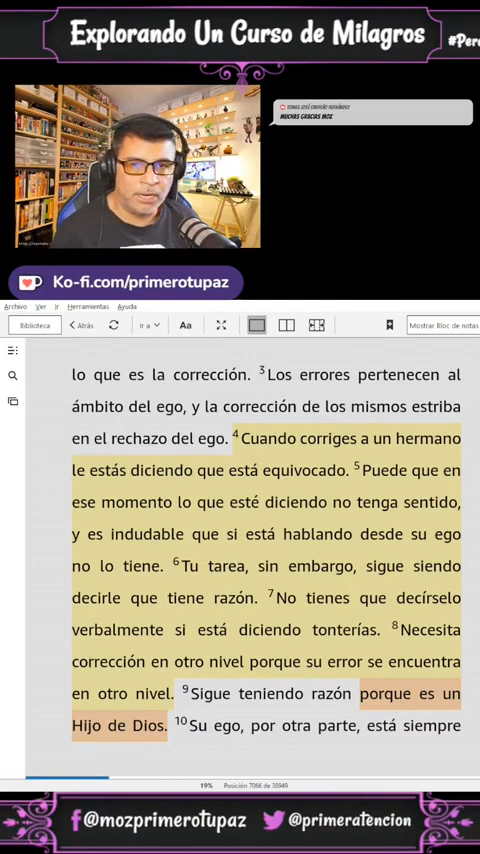 Explorando Un Curso de Milagros
#Perd
MUCHAS GRACIAS MOZ
Ko-fi.com/primerotupaz
Archivo Ver Ir Herramientas Ayuda
Biblioteca Atrás Ir a Aa Mostrar Bloc de notas
lo que es la corrección. 3Los errores pertenecen al
ámbito del ego, y la corrección de los mismos estriba
en el rechazo del ego. 4Cuando corriges a un hermano
le estás diciendo que está equivocado. 5Puede que en
ese momento lo que esté diciendo no tenga sentido,
y es indudable que si está hablando desde su ego
no lo tiene. 6Tu tarea, sin embargo, sigue siendo
decirle que tiene razón. 7No tienes que decírselo
verbalmente si está diciendo tonterías. 8Necesita
corrección en otro nivel porque su error se encuentra
en otro nivel. 9Sigue teniendo razón porque es un
Hijo de Dios. 10Su ego, por otra parte, está siempre
19% Posición 7066 de 38949
@mozprimerotupaz @primeratencion